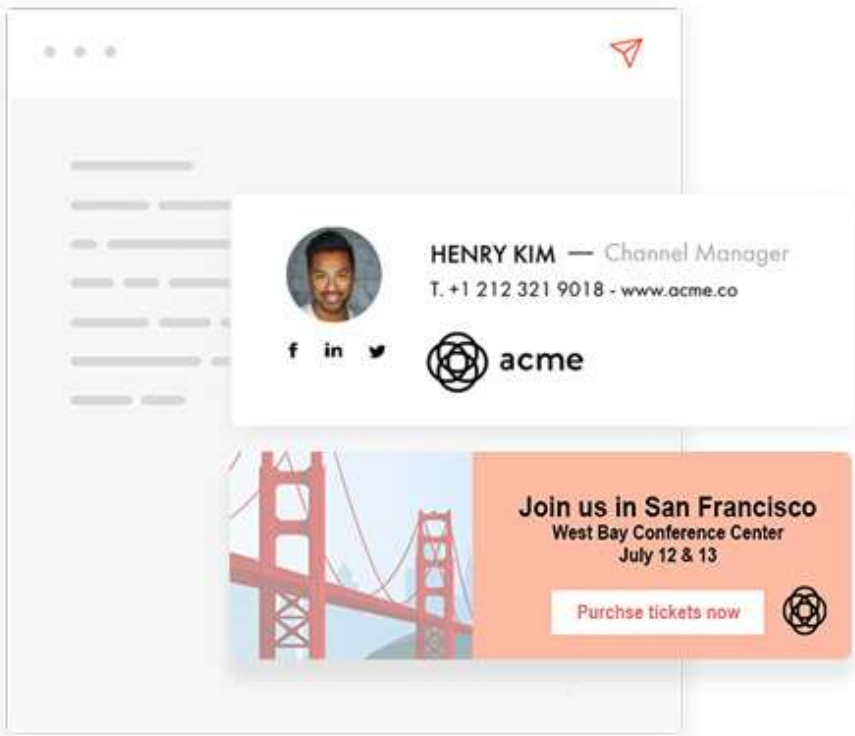 HENRY KIM — Channel Manager
T. +1 212 321 9018 - www.acme.co
f in
acme
Join us in San Francisco
West Bay Conference Center
July 12 & 13
Purchse tickets now